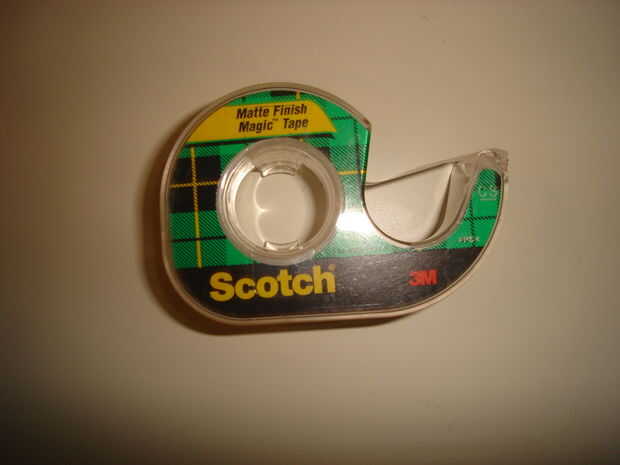 Matte Finish
Magic™ Tape
Scotch®
3M